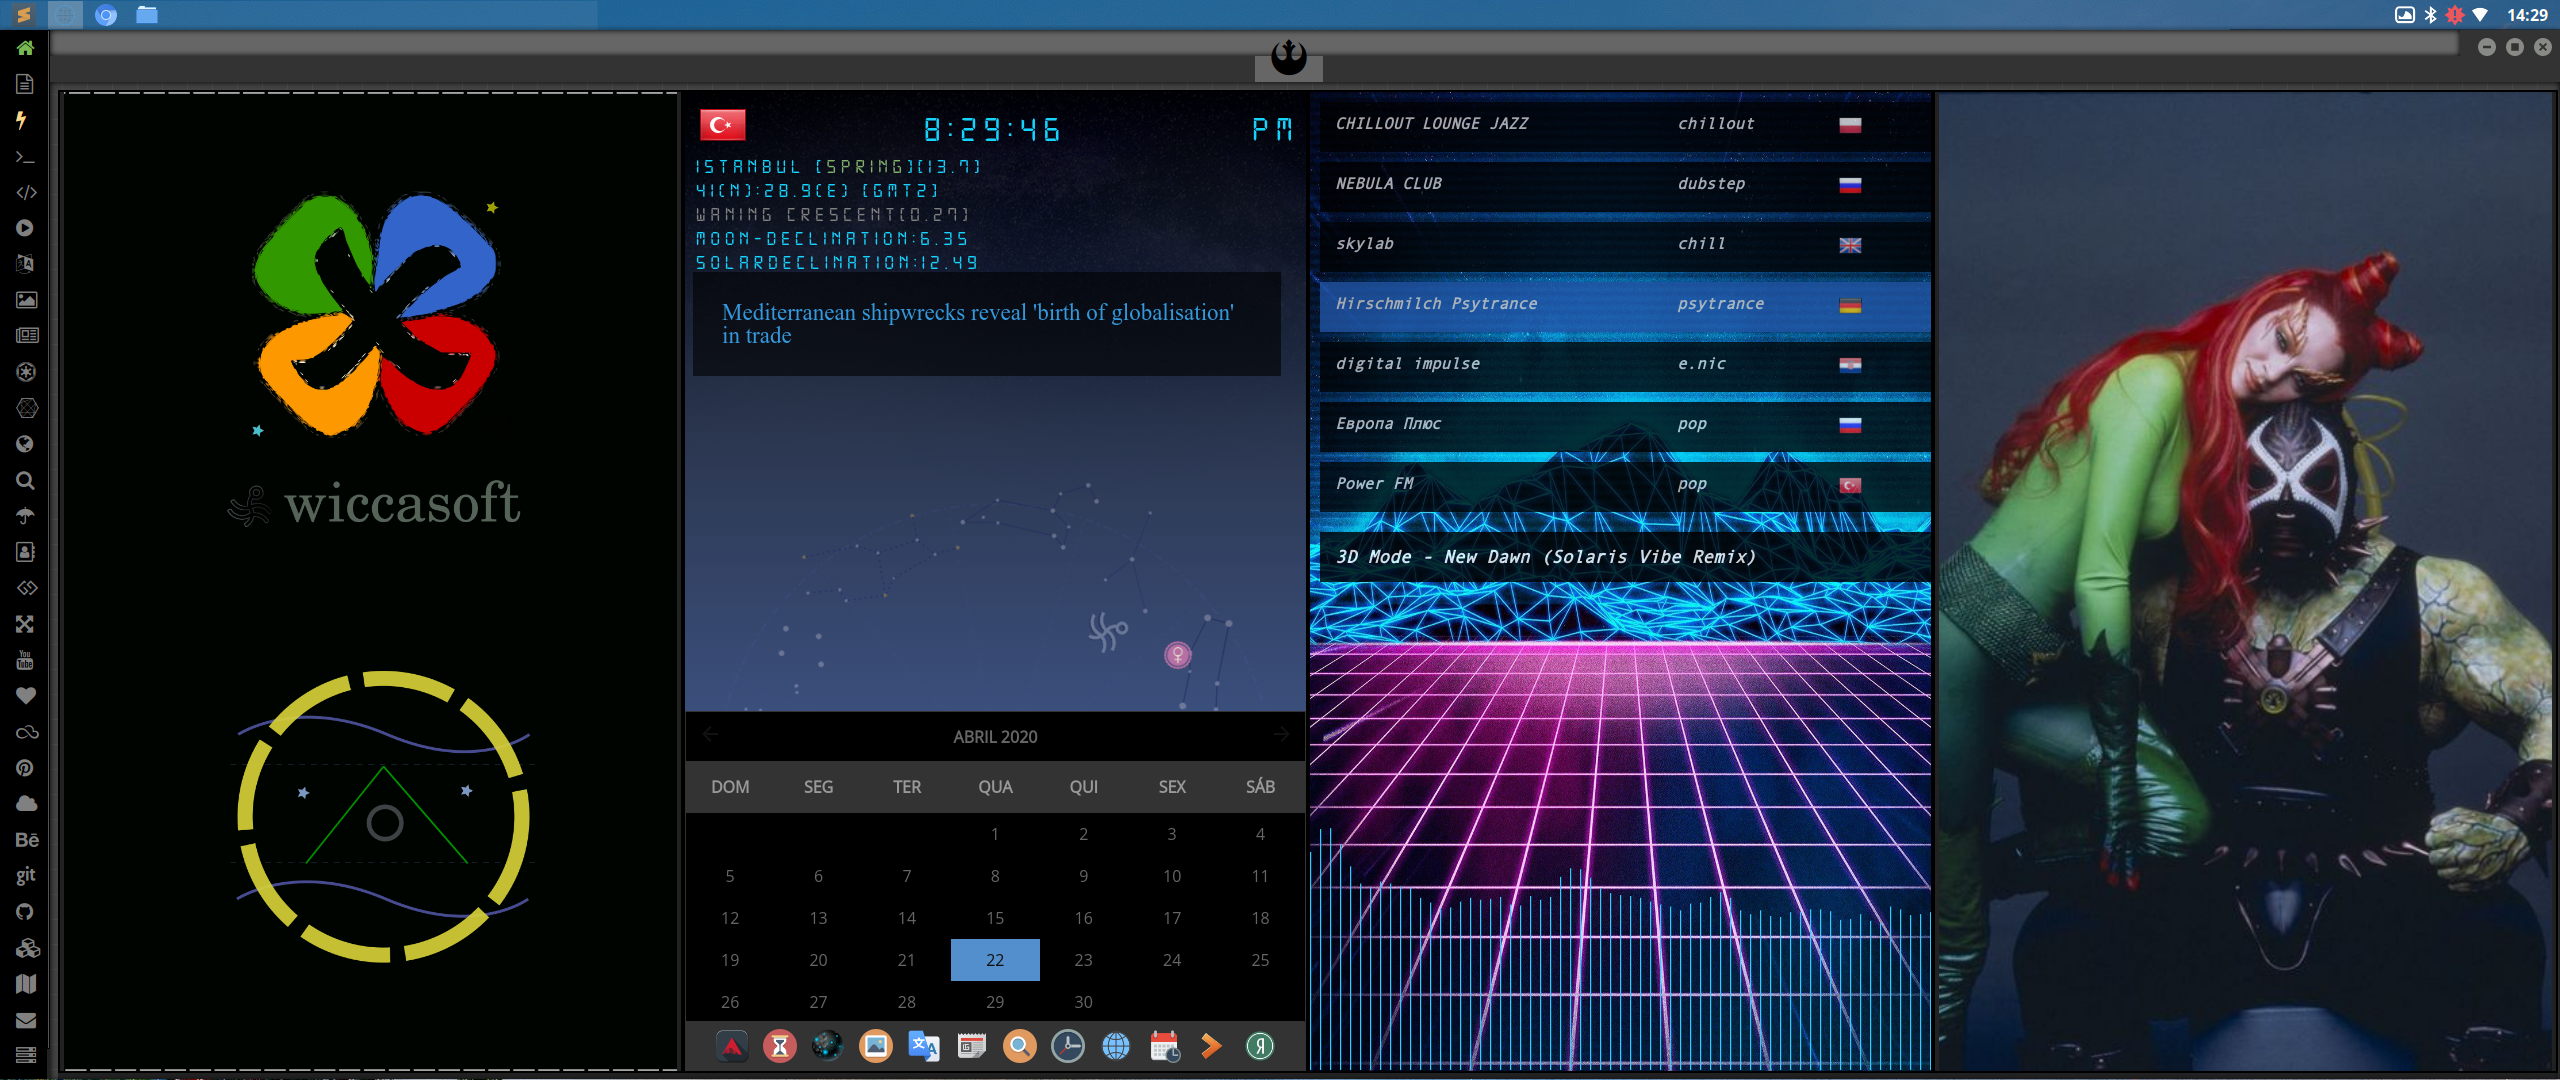 14:29
wiccasoft
You
Tube
Bē
git
8:29:46 PM
ISTANBUL [SPRING][13.7]
41(N):28.9(E) [GMT2]
WANING CRESCENT[0.27]
MOON-DECLINATION:6.35
SOLARDECLINATION:12.49
Mediterranean shipwrecks reveal 'birth of globalisation'
in trade
ABRIL 2020
DOM SEG TER QUA QUI SEX SÁB
1 2 3 4
5 6 7 8 9 10 11
12 13 14 15 16 17 18
19 20 21 22 23 24 25
26 27 28 29 30
CHILLOUT LOUNGE JAZZ chillout
NEBULA CLUB dubstep
skylab chill
Hirschmilch Psytrance psytrance
digital impulse e.nic
Европа Плюс pop
Power FM pop
3D Mode - New Dawn (Solaris Vibe Remix)